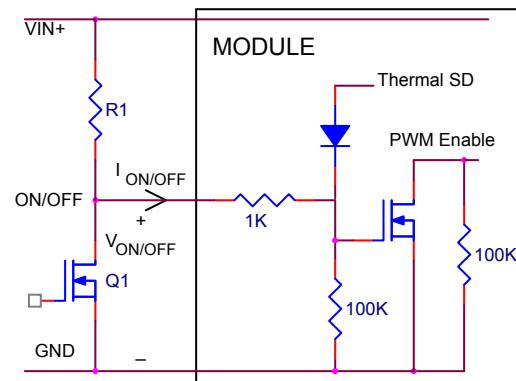 VIN+
MODULE
Thermal SD
R1
PWM Enable
I ON/OFF
ON/OFF
+
1K
V ON/OFF
Q1
100K
100K
GND
–